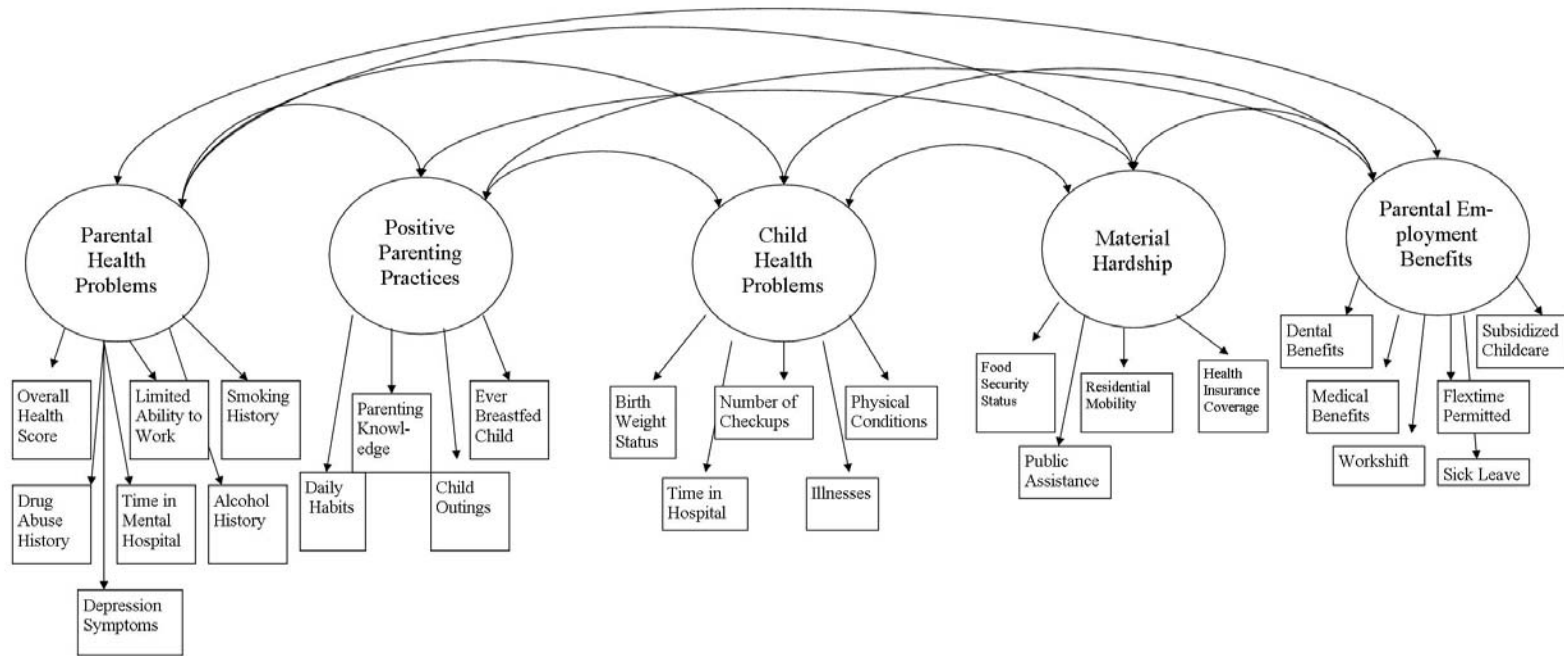 Parental
Health
Problems
Positive
Parenting
Practices
Child
Health
Problems
Material
Hardship
Parental Em-
ployment
Benefits
Overall
Health
Score
Limited
Ability to
Work
Smoking
History
Drug
Abuse
History
Time in
Mental
Hospital
Alcohol
History
Depression
Symptoms
Parenting
Knowl-
edge
Ever
Breastfed
Child
Daily
Habits
Child
Outings
Birth
Weight
Status
Number of
Checkups
Physical
Conditions
Time in
Hospital
Illnesses
Food
Security
Status
Residential
Mobility
Health
Insurance
Coverage
Public
Assistance
Dental
Benefits
Subsidized
Childcare
Medical
Benefits
Flextime
Permitted
Workshift
Sick Leave